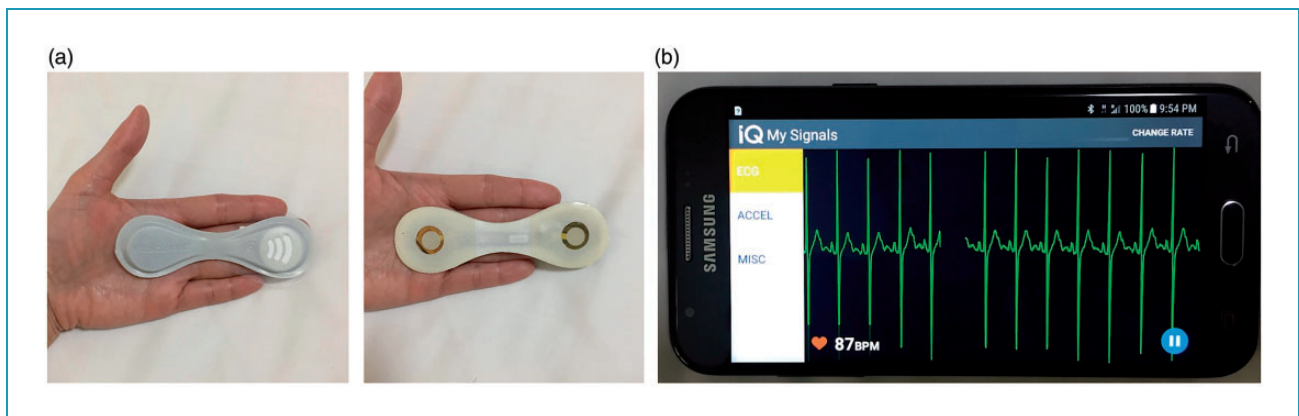 (a)
(b)
100% 9:54 PM
iQ My Signals
CHANGE RATE
ECG
ACCEL
MISC
SAMSUNG
87BPM